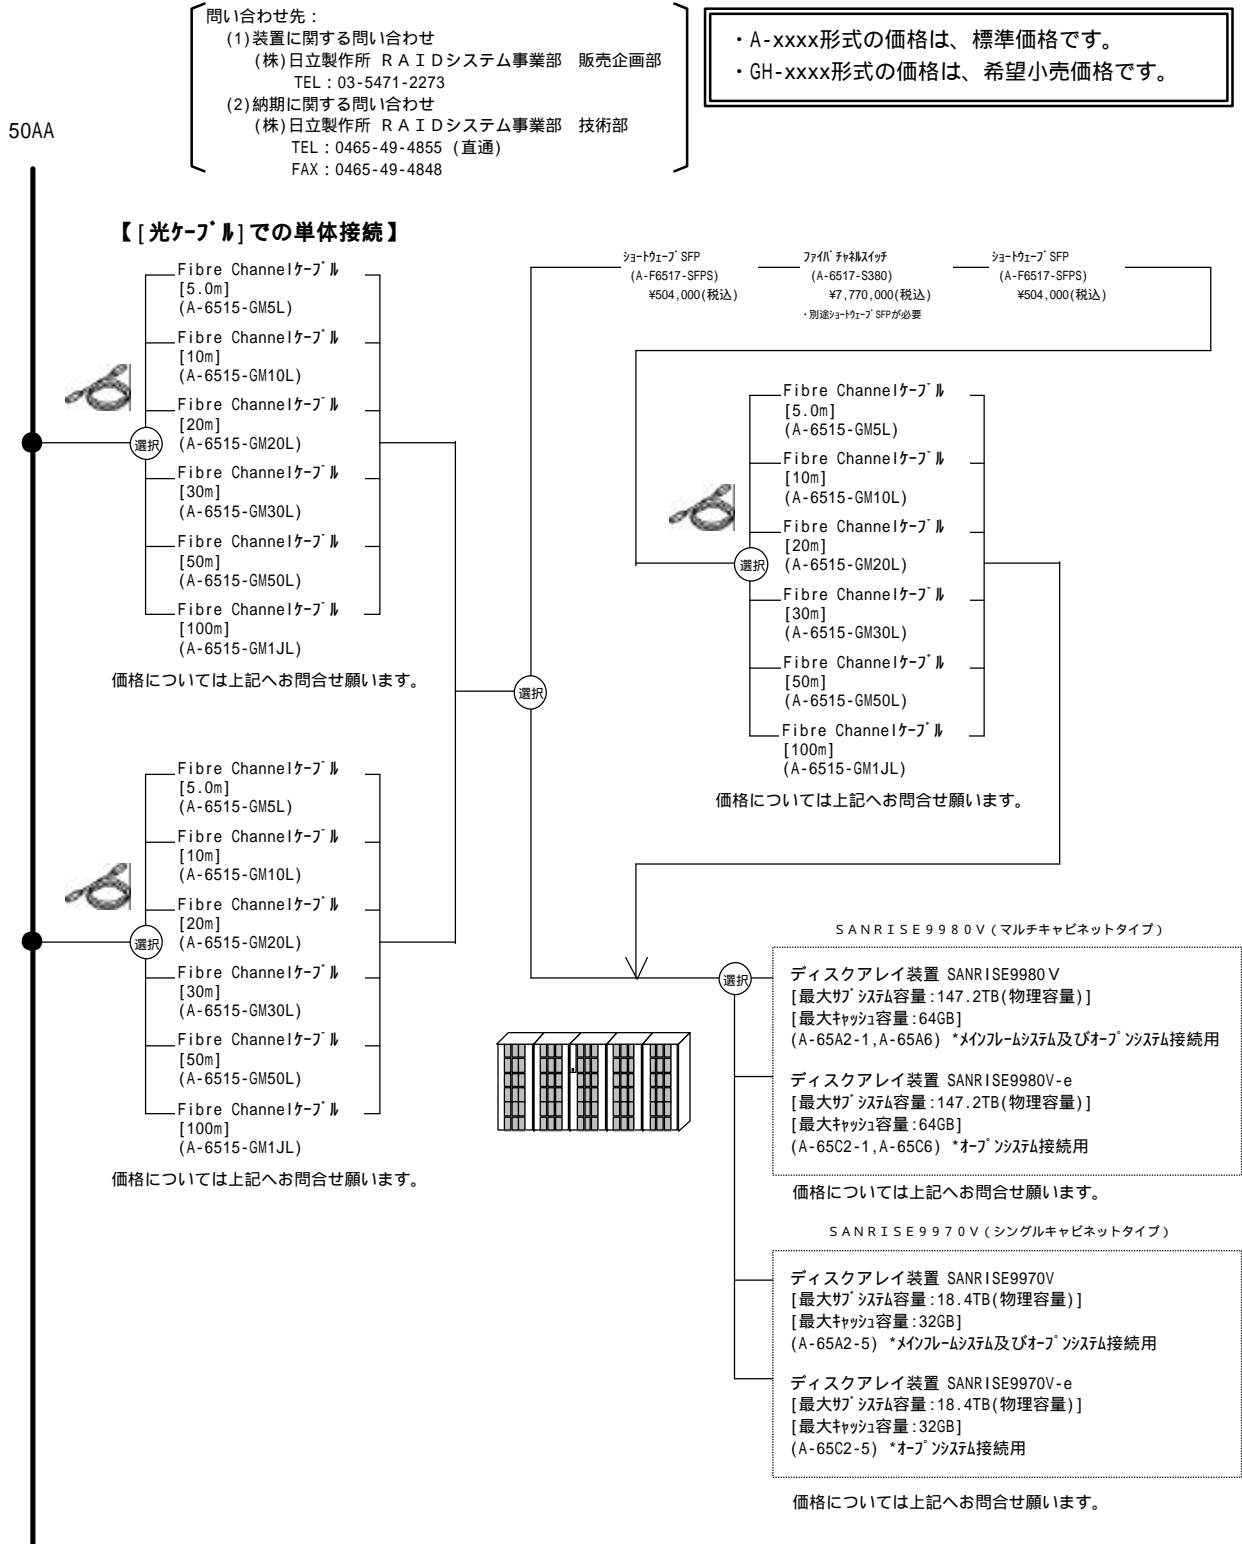 問い合わせ先：
(1)装置に関する問い合わせ
(株)日立製作所 ＲＡＩＤシステム事業部　販売企画部
TEL：03-5471-2273
(2)納期に関する問い合わせ
(株)日立製作所 ＲＡＩＤシステム事業部　技術部
TEL：0465-49-4855 (直通)
FAX：0465-49-4848
・A-xxxx形式の価格は、標準価格です。
・GH-xxxx形式の価格は、希望小売価格です。
50AA
【[光ｹｰﾌﾞﾙ]での単体接続】
Fibre Channelｹｰﾌﾞﾙ
[5.0m]
(A-6515-GM5L)
Fibre Channelｹｰﾌﾞﾙ
[10m]
(A-6515-GM10L)
Fibre Channelｹｰﾌﾞﾙ
[20m]
選択
(A-6515-GM20L)
Fibre Channelｹｰﾌﾞﾙ
[30m]
(A-6515-GM30L)
Fibre Channelｹｰﾌﾞﾙ
[50m]
(A-6515-GM50L)
Fibre Channelｹｰﾌﾞﾙ
[100m]
(A-6515-GM1JL)
価格については上記へお問合せ願います。
Fibre Channelｹｰﾌﾞﾙ
[5.0m]
(A-6515-GM5L)
Fibre Channelｹｰﾌﾞﾙ
[10m]
(A-6515-GM10L)
Fibre Channelｹｰﾌﾞﾙ
[20m]
選択
(A-6515-GM20L)
Fibre Channelｹｰﾌﾞﾙ
[30m]
(A-6515-GM30L)
Fibre Channelｹｰﾌﾞﾙ
[50m]
(A-6515-GM50L)
Fibre Channelｹｰﾌﾞﾙ
[100m]
(A-6515-GM1JL)
価格については上記へお問合せ願います。
選択
ｼｮｰﾄｳｪｰﾌﾞSFP
(A-F6517-SFPS)
¥504,000(税込)
ﾌｧｲﾊﾞﾁｬﾈﾙｽｲｯﾁ
(A-6517-S380)
¥7,770,000(税込)
・別途ｼｮｰﾄｳｪｰﾌﾞSFPが必要
ｼｮｰﾄｳｪｰﾌﾞSFP
(A-F6517-SFPS)
¥504,000(税込)
Fibre Channelｹｰﾌﾞﾙ
[5.0m]
(A-6515-GM5L)
Fibre Channelｹｰﾌﾞﾙ
[10m]
(A-6515-GM10L)
Fibre Channelｹｰﾌﾞﾙ
[20m]
選択
(A-6515-GM20L)
Fibre Channelｹｰﾌﾞﾙ
[30m]
(A-6515-GM30L)
Fibre Channelｹｰﾌﾞﾙ
[50m]
(A-6515-GM50L)
Fibre Channelｹｰﾌﾞﾙ
[100m]
(A-6515-GM1JL)
価格については上記へお問合せ願います。
選択
ＳＡＮＲＩＳＥ９９８０Ｖ（マルチキャビネットタイプ）
ディスクアレイ装置 SANRISE9980Ｖ
[最大ｻﾌﾞｼｽﾃﾑ容量:147.2TB(物理容量)]
[最大ｷｬｯｼｭ容量:64GB]
(A-65A2-1,A-65A6) *ﾒｲﾝﾌﾚｰﾑｼｽﾃﾑ及びｵｰﾌﾟﾝｼｽﾃﾑ接続用
ディスクアレイ装置 SANRISE9980V-e
[最大ｻﾌﾞｼｽﾃﾑ容量:147.2TB(物理容量)]
[最大ｷｬｯｼｭ容量:64GB]
(A-65C2-1,A-65C6) *ｵｰﾌﾟﾝｼｽﾃﾑ接続用
価格については上記へお問合せ願います。
ＳＡＮＲＩＳＥ９９７０Ｖ（シングルキャビネットタイプ）
ディスクアレイ装置 SANRISE9970V
[最大ｻﾌﾞｼｽﾃﾑ容量:18.4TB(物理容量)]
[最大ｷｬｯｼｭ容量:32GB]
(A-65A2-5) *ﾒｲﾝﾌﾚｰﾑｼｽﾃﾑ及びｵｰﾌﾟﾝｼｽﾃﾑ接続用
ディスクアレイ装置 SANRISE9970V-e
[最大ｻﾌﾞｼｽﾃﾑ容量:18.4TB(物理容量)]
[最大ｷｬｯｼｭ容量:32GB]
(A-65C2-5) *ｵｰﾌﾟﾝｼｽﾃﾑ接続用
価格については上記へお問合せ願います。